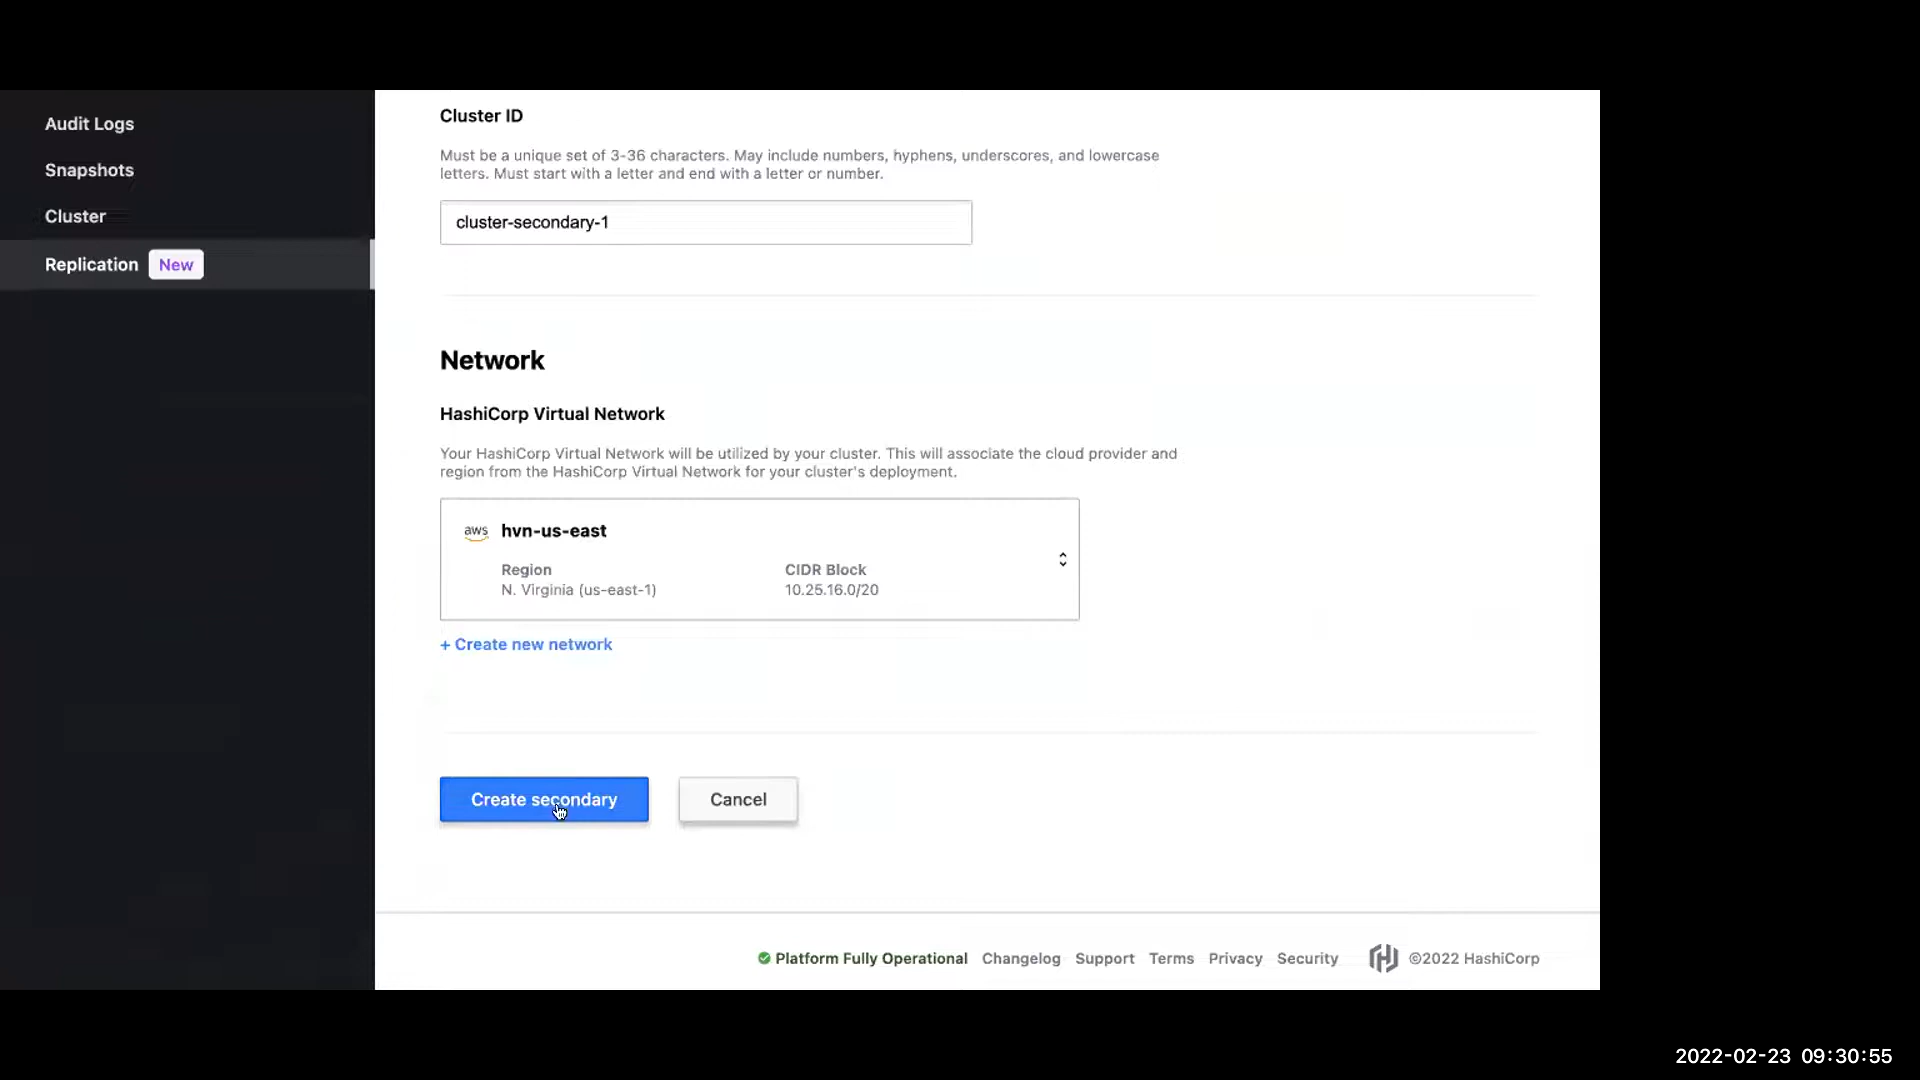 Audit Logs
Snapshots
Cluster
Replication New
Cluster ID
Must be a unique set of 3-36 characters. May include numbers, hyphens, underscores, and lowercase
letters. Must start with a letter and end with a letter or number.
cluster-secondary-1
Network
HashiCorp Virtual Network
Your HashiCorp Virtual Network will be utilized by your cluster. This will associate the cloud provider and
region from the HashiCorp Virtual Network for your cluster's deployment.
aws hvn-us-east
Region CIDR Block
N. Virginia (us-east-1) 10.25.16.0/20
+ Create new network
Create secondary Cancel
Platform Fully Operational Changelog Support Terms Privacy Security ©2022 HashiCorp
2022-02-23 09:30:55